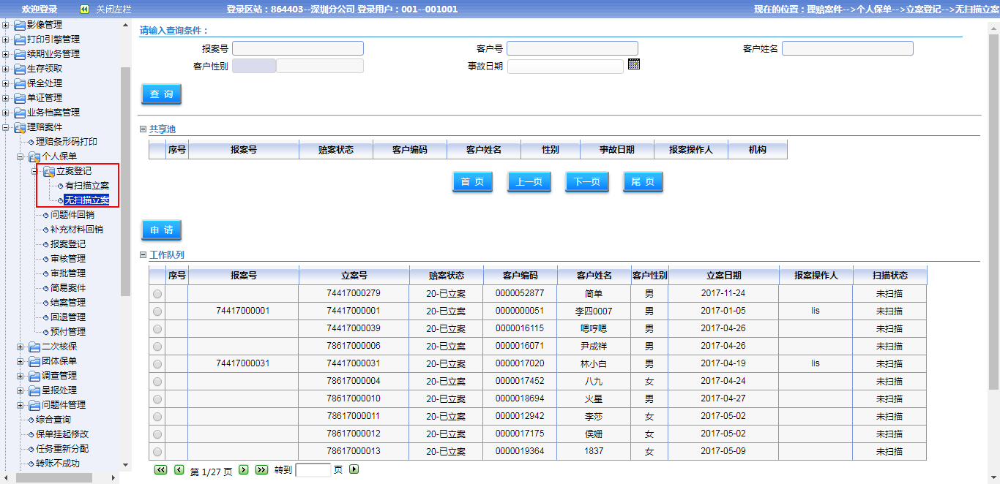 欢迎登录 关闭左栏 登录区站：864403--深圳分公司 登录用户：001--001001 现在的位置：理赔案件-->个人保单-->立案登记-->无扫描立案
影像管理
打印引擎管理
续期业务管理
生存领取
保全处理
单证管理
业务档案管理
理赔案件
理赔条形码打印
个人保单
立案登记
有扫描立案
无扫描立案
问题件回销
补充材料回销
报案登记
审核管理
审批管理
简易案件
结案管理
回退管理
预付管理
二次核保
团体保单
调查管理
呈报处理
问题件管理
综合查询
保单挂起修改
任务重新分配
转账不成功
请输入查询条件：
报案号 客户号 客户姓名
客户性别 事故日期
查 询
共享池
序号 报案号 赔案状态 客户编码 客户姓名 性别 事故日期 报案操作人 机构
首 页 上一页 下一页 尾 页
申 请
工作队列
序号 报案号 立案号 赔案状态 客户编码 客户姓名 客户性别 立案日期 报案操作人 扫描状态
74417000279 20-已立案 0000052877 简单 男 2017-11-24 未扫描
74417000001 74417000001 20-已立案 0000000051 李四0007 男 2017-01-05 lis 未扫描
74417000039 20-已立案 0000016115 嗯哼嗯 男 2017-04-26 未扫描
78617000006 20-已立案 0000016071 尹成祥 男 2017-04-26 未扫描
74417000031 74417000031 20-已立案 0000017020 林小白 男 2017-04-19 lis 未扫描
78617000004 20-已立案 0000017452 八九 女 2017-04-24 未扫描
78617000010 20-已立案 0000018694 火星 男 2017-04-27 未扫描
78617000011 20-已立案 0000012942 李莎 女 2017-05-02 未扫描
78617000012 20-已立案 0000017175 侯姗 女 2017-05-02 未扫描
78617000013 20-已立案 0000019364 1837 女 2017-05-09 未扫描
第 1/27 页 转到 页